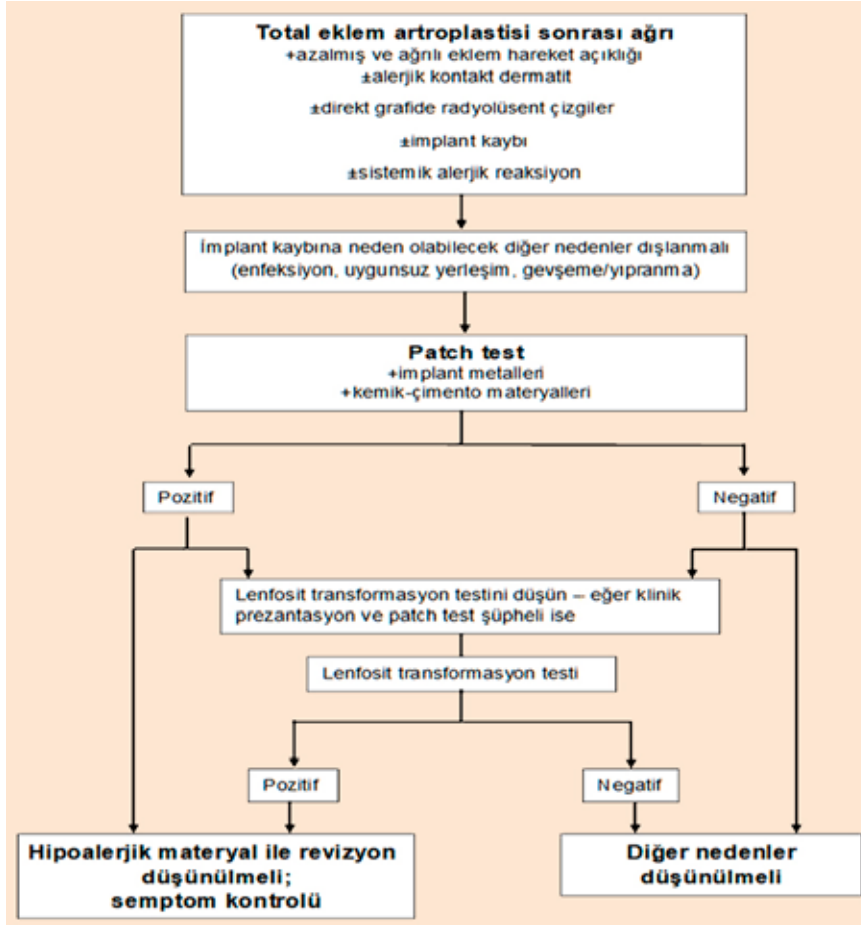 Total eklem artroplastisi sonrası ağrı
+azalmış ve ağrılı eklem hareket açıklığı
±alerjik kontakt dermatit
±direkt grafide radyolüsent çizgiler
±implant kaybı
±sistemik alerjik reaksiyon
İmplant kaybına neden olabilecek diğer nedenler dışlanmalı
(enfeksiyon, uygunsuz yerleşim, gevşeme/yıpranma)
Patch test
+implant metalleri
+kemik-çimento materyalleri
Pozitif
Negatif
Lenfosit transformasyon testini düşün – eğer klinik
prezantasyon ve patch test şüpheli ise
Lenfosit transformasyon testi
Pozitif
Negatif
Hipoalerjik materyal ile revizyon
düşünülmeli;
semptom kontrolü
Diğer nedenler
düşünülmeli